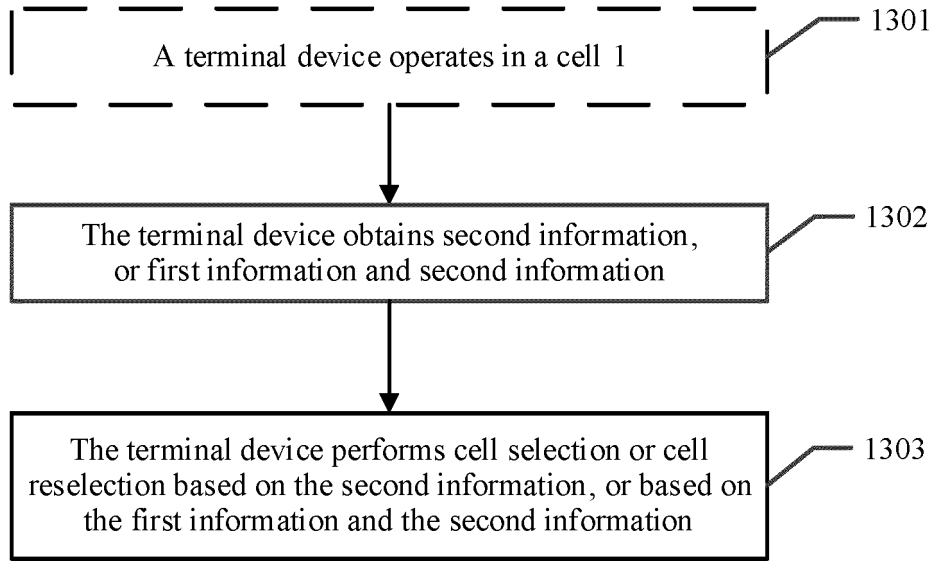 1301
A terminal device operates in a cell 1
1302
The terminal device obtains second information,
or first information and second information
1303
The terminal device performs cell selection or cell
reselection based on the second information, or based on
the first information and the second information